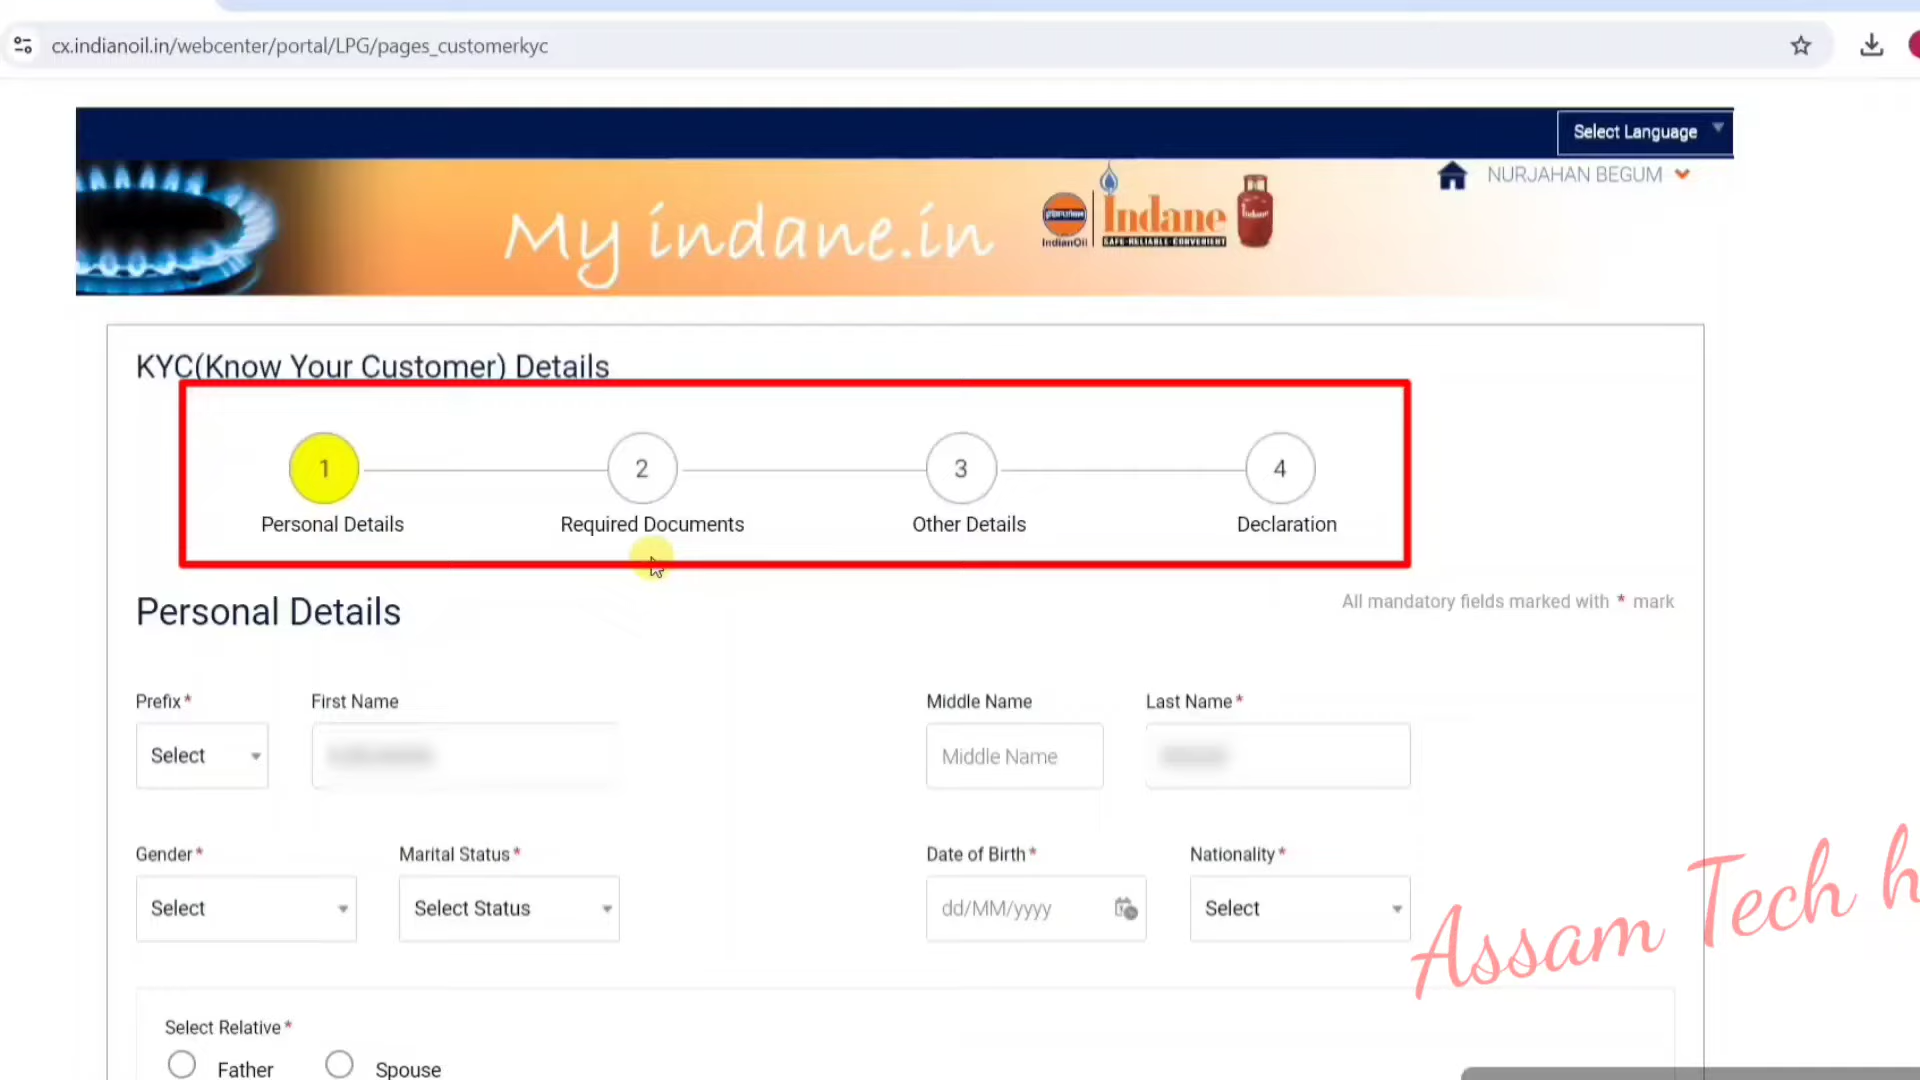 cx.indianoil.in/webcenter/portal/LPG/pages_customerkyc
Select Language
NURJAHAN BEGUM
My indane.in
IndianOil
Indane
SAFE·RELIABLE·CONVENIENT
KYC(Know Your Customer) Details
1
2
3
4
Personal Details
Required Documents
Other Details
Declaration
Personal Details
All mandatory fields marked with * mark
Prefix*
First Name
Middle Name
Last Name*
Select
Middle Name
Gender*
Marital Status*
Date of Birth*
Nationality*
Select
Select Status
dd/MM/yyyy
Select
Assam Tech h
Select Relative*
Father
Spouse